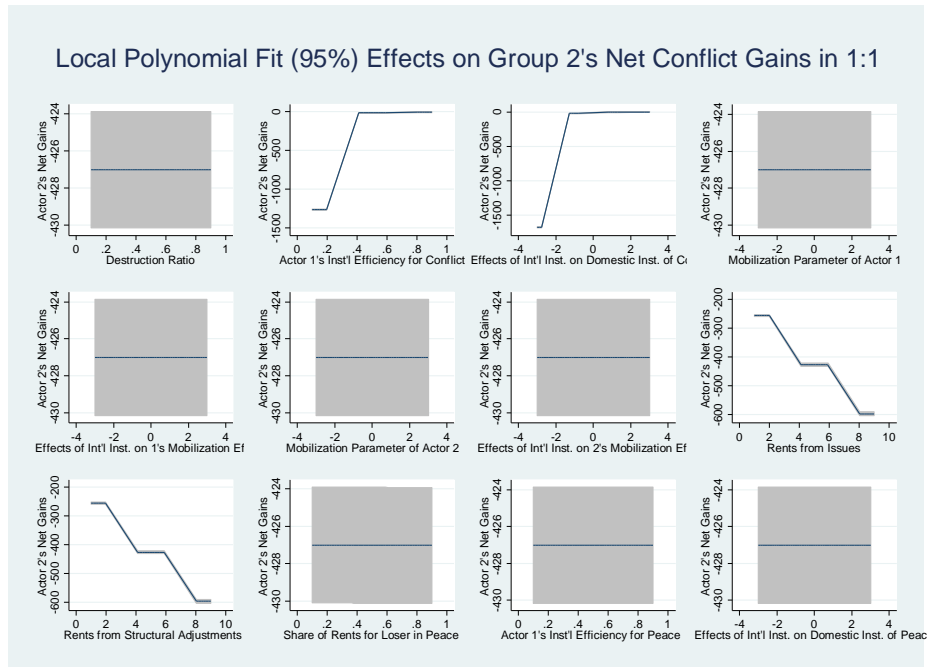 Local Polynomial Fit (95%) Effects on Group 2's Net Conflict Gains in 1:1
Actor 2's Net Gains
-424
-426
-428
-430
0 .2 .4 .6 .8 1
Destruction Ratio
Actor 2's Net Gains
0
-500
-1000
-1500
0 .2 .4 .6 .8 1
Actor 1's Inst'l Efficiency for Conflict
Actor 2's Net Gains
0
-500
-1000
-1500
-4 -2 0 2 4
Effects of Int'l Inst. on Domestic Inst. of Co
Actor 2's Net Gains
-424
-426
-428
-430
-4 -2 0 2 4
Mobilization Parameter of Actor 1
Actor 2's Net Gains
-424
-426
-428
-430
-4 -2 0 2 4
Effects of Int'l Inst. on 1's Mobilization Ef
Actor 2's Net Gains
-424
-426
-428
-430
-4 -2 0 2 4
Mobilization Parameter of Actor 2
Actor 2's Net Gains
-424
-426
-428
-430
-4 -2 0 2 4
Effects of Int'l Inst. on 2's Mobilization Ef
Actor 2's Net Gains
-200
-300
-400
-500
-600
0 2 4 6 8 10
Rents from Issues
Actor 2's Net Gains
-200
-300
-400
-500
-600
0 2 4 6 8 10
Rents from Structural Adjustments
Actor 2's Net Gains
-424
-426
-428
-430
0 .2 .4 .6 .8 1
Share of Rents for Loser in Peace
Actor 2's Net Gains
-424
-426
-428
-430
0 .2 .4 .6 .8 1
Actor 1's Inst'l Efficiency for Peace
Actor 2's Net Gains
-424
-426
-428
-430
-4 -2 0 2 4
Effects of Int'l Inst. on Domestic Inst. of Peac